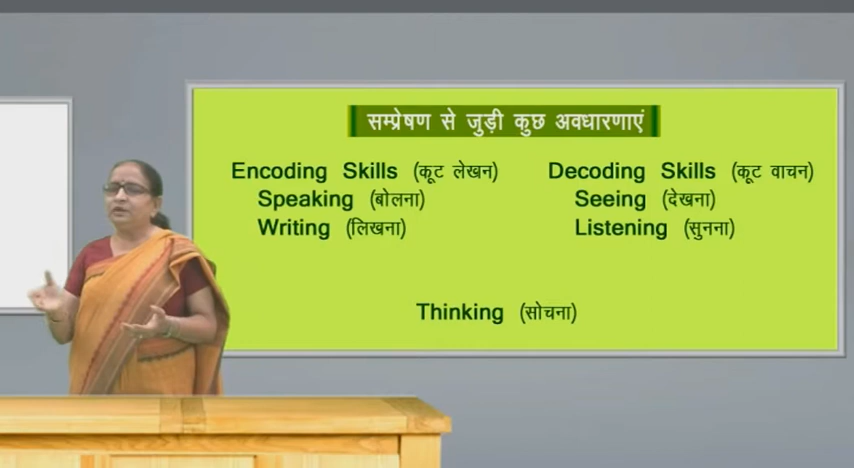 सम्प्रेषण से जुड़ी कुछ अवधारणाएं
Encoding Skills (कूट लेखन)
Speaking (बोलना)
Writing (लिखना)
Decoding Skills (कूट वाचन)
Seeing (देखना)
Listening (सुनना)
Thinking (सोचना)